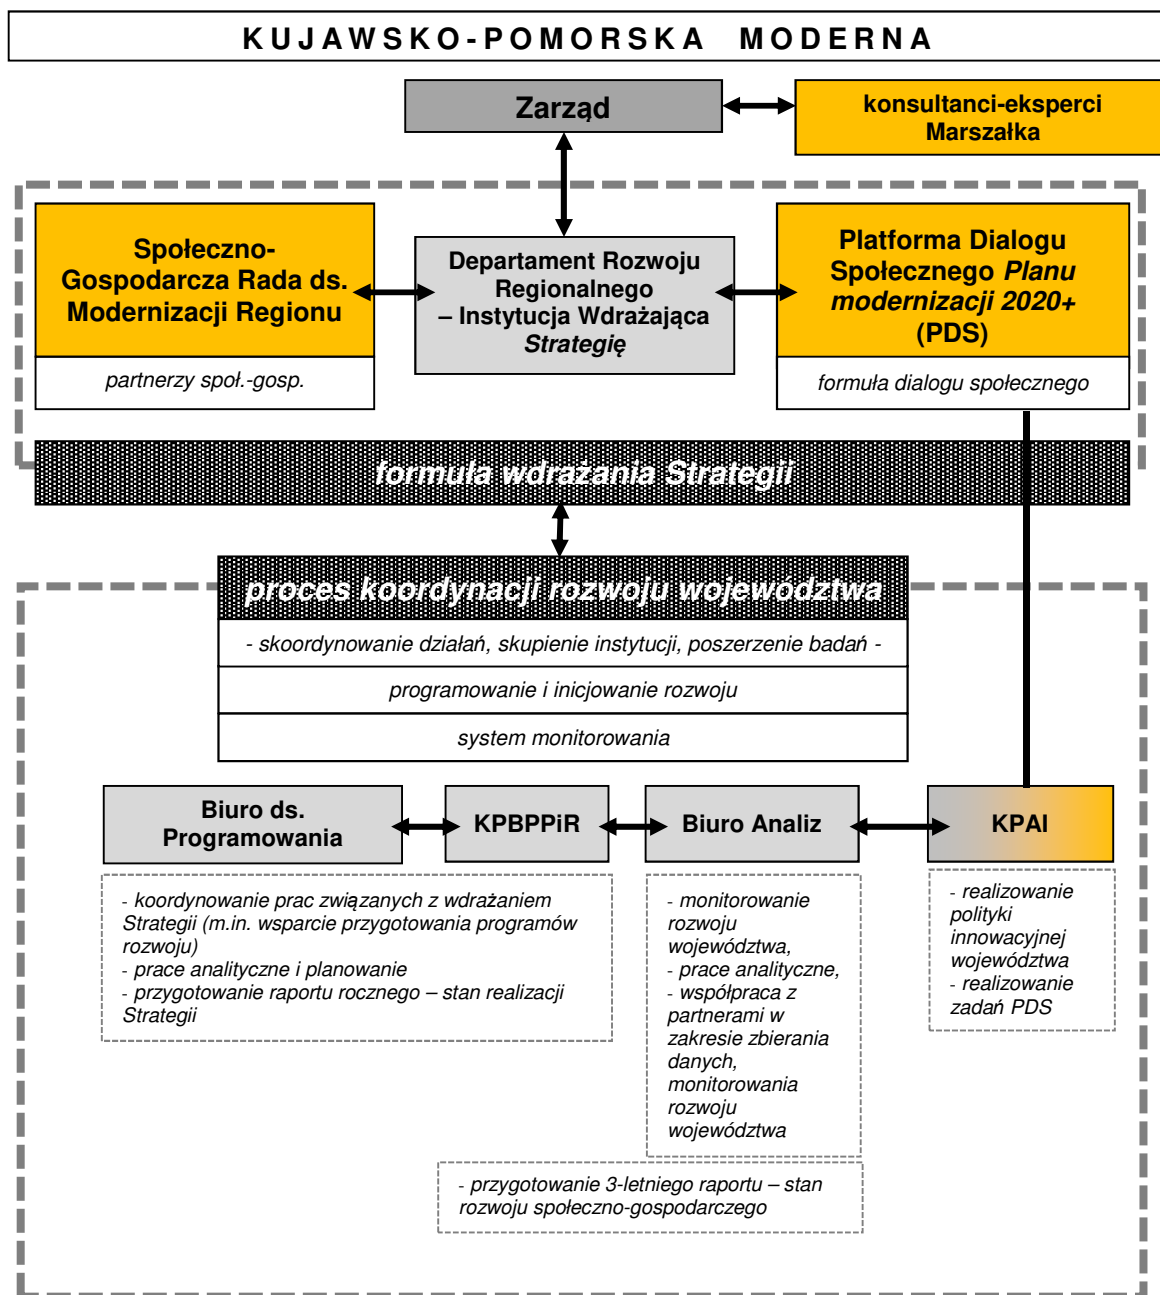 KUJAWSKO-POMORSKA MODERNA
Zarząd
konsultanci-eksperci
Marszałka
Społeczno-
Gospodarcza Rada ds.
Modernizacji Regionu
partnerzy społ.-gosp.
Departament Rozwoju
Regionalnego
– Instytucja Wdrażająca
Strategię
Platforma Dialogu
Społecznego Planu
modernizacji 2020+
(PDS)
formuła dialogu społecznego
formuła wdrażania Strategii
proces koordynacji rozwoju województwa
- skoordynowanie działań, skupienie instytucji, poszerzenie badań -
programowanie i inicjowanie rozwoju
system monitorowania
Biuro ds.
Programowania
KPBPPiR
Biuro Analiz
KPAI
- koordynowanie prac związanych z wdrażaniem
Strategii (m.in. wsparcie przygotowania programów
rozwoju)
- prace analityczne i planowanie
- przygotowanie raportu rocznego – stan realizacji
Strategii
- monitorowanie
rozwoju
województwa,
- prace analityczne,
- współpraca z
partnerami w
zakresie zbierania
danych,
monitorowania
rozwoju
województwa
- realizowanie
polityki
innowacyjnej
województwa
- realizowanie
zadań PDS
- przygotowanie 3-letniego raportu – stan
rozwoju społeczno-gospodarczego